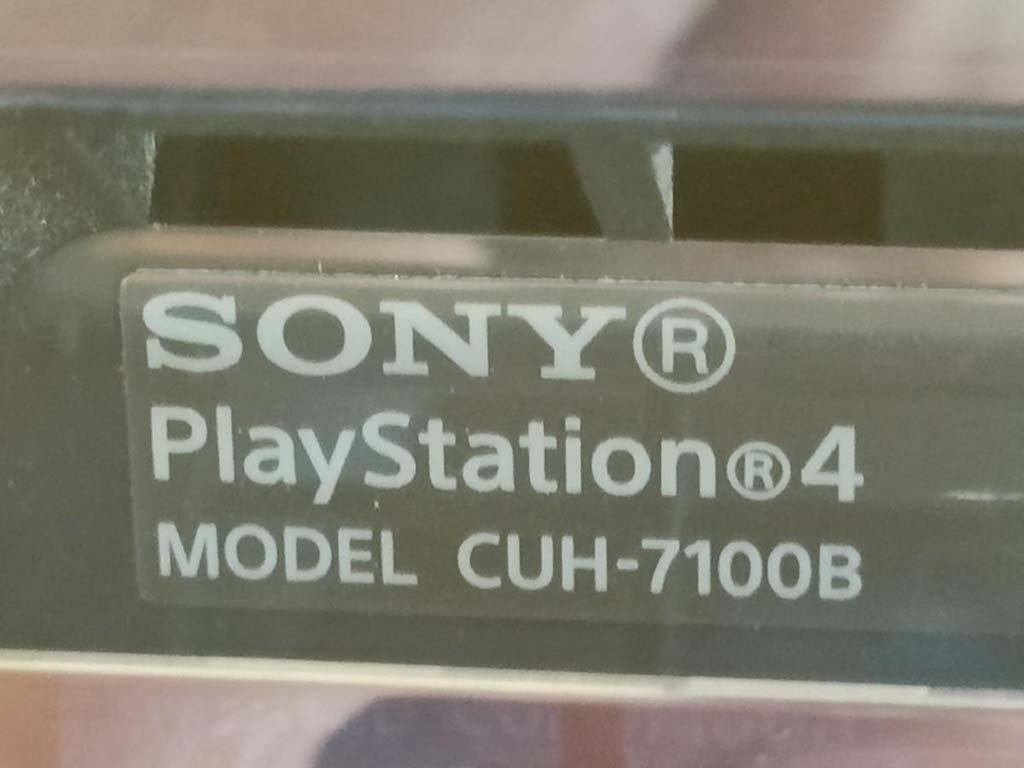 SONY®
PlayStation®4
MODEL CUH-7100B